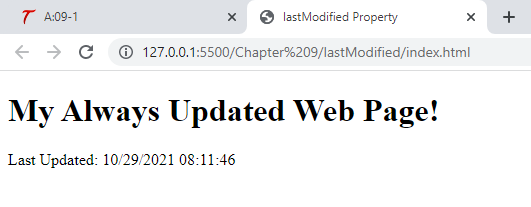 A:09-1
lastModified Property
127.0.0.1:5500/Chapter%209/lastModified/index.html
My Always Updated Web Page!
Last Updated: 10/29/2021 08:11:46